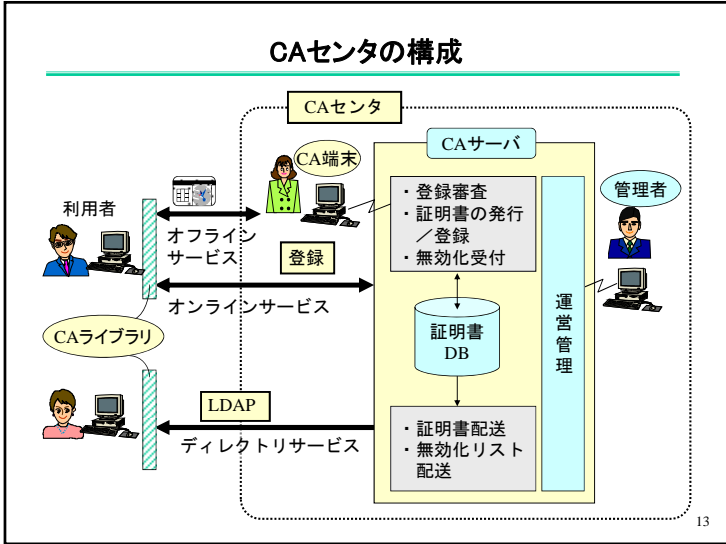 CAセンタの構成
CAセンタ
CAサーバ
CA端末
管理者
利用者
・登録審査
・証明書の発行
／登録
・無効化受付
オフライン
サービス
登録
オンラインサービス
運営管理
CAライブラリ
証明書
DB
LDAP
ディレクトリサービス
・証明書配送
・無効化リスト
配送
13